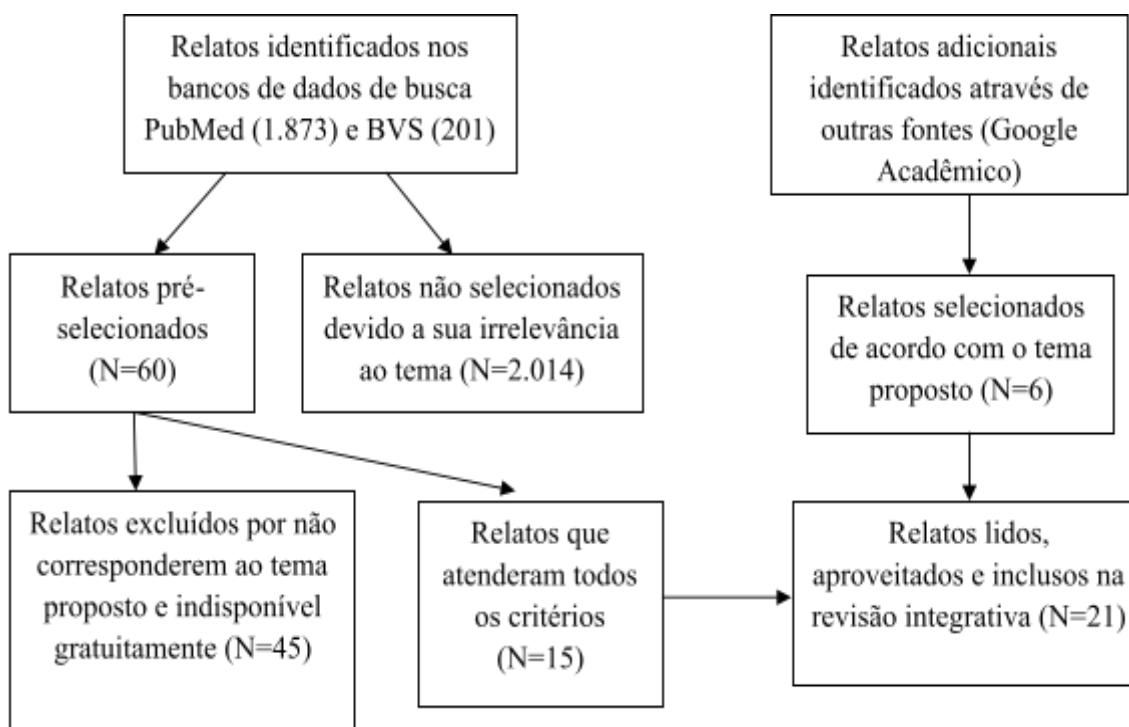 Relatos identificados nos
bancos de dados de busca
PubMed (1.873) e BVS (201)
Relatos adicionais
identificados através de
outras fontes (Google
Acadêmico)
Relatos pré-
selecionados
(N=60)
Relatos não selecionados
devido a sua irrelevância
ao tema (N=2.014)
Relatos selecionados
de acordo com o tema
proposto (N=6)
Relatos excluídos por não
corresponderem ao tema
proposto e indisponível
gratuitamente (N=45)
Relatos que
atenderam todos
os critérios
(N=15)
Relatos lidos,
aproveitados e inclusos na
revisão integrativa (N=21)